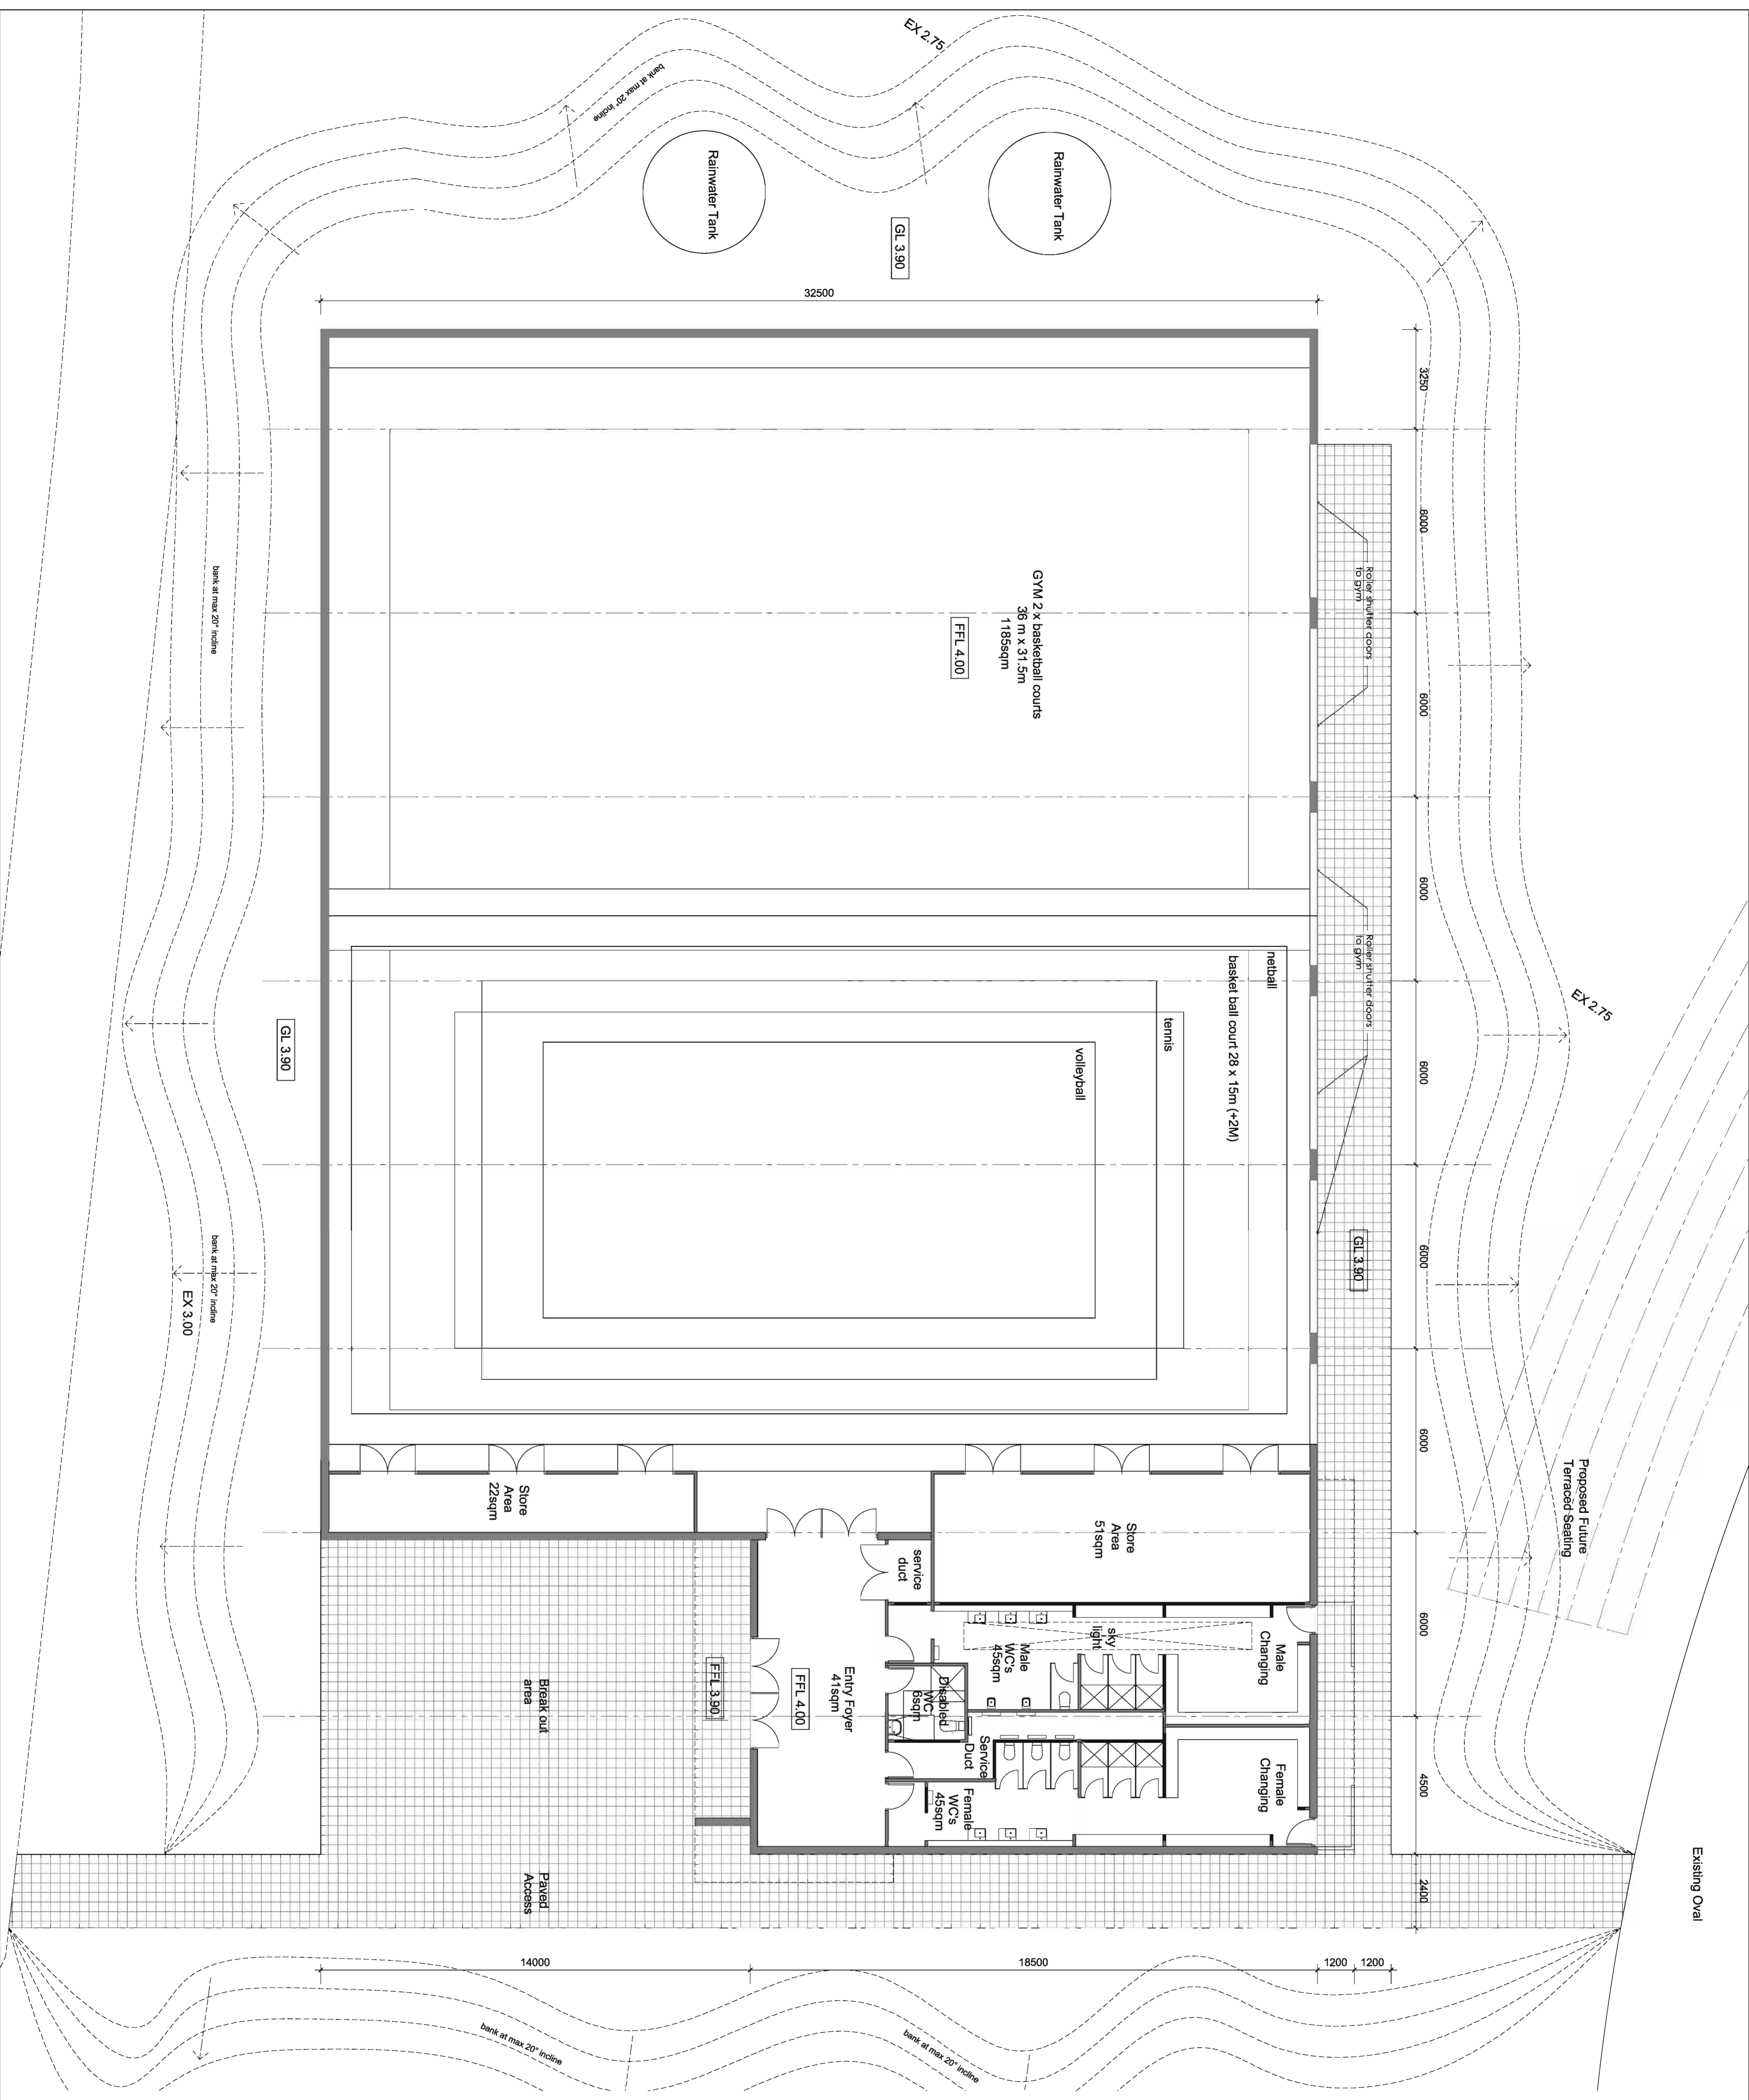 EX 2.75
bank at max 20° incline
Rainwater Tank
Rainwater Tank
GL 3.90
32500
3250
6000
6000
6000
6000
6000
6000
6000
4500
2400
Roller shutter doors
to gym
Roller shutter doors
to gym
GL 3.90
EX 2.75
Proposed Future
Terraced Seating
Existing Oval
GYM 2 x basketball courts
36 m x 31.5m
1185sqm
FFL 4.00
netball
basket ball court 28 x 15m (+2M)
tennis
volleyball
bank at max 20° incline
GL 3.90
bank at max 20° incline
EX 3.00
Store
Area
22sqm
Store
Area
51sqm
service
duct
Male
Changing
sky
light
Male
WC's
45sqm
Disabled
WC
6sqm
Service
Duct
Female
Changing
Female
WC's
45sqm
Entry Foyer
41sqm
FFL 4.00
FFL 3.90
Break out
area
Paved
Access
14000
18500
1200
1200
bank at max 20° incline
bank at max 20° incline